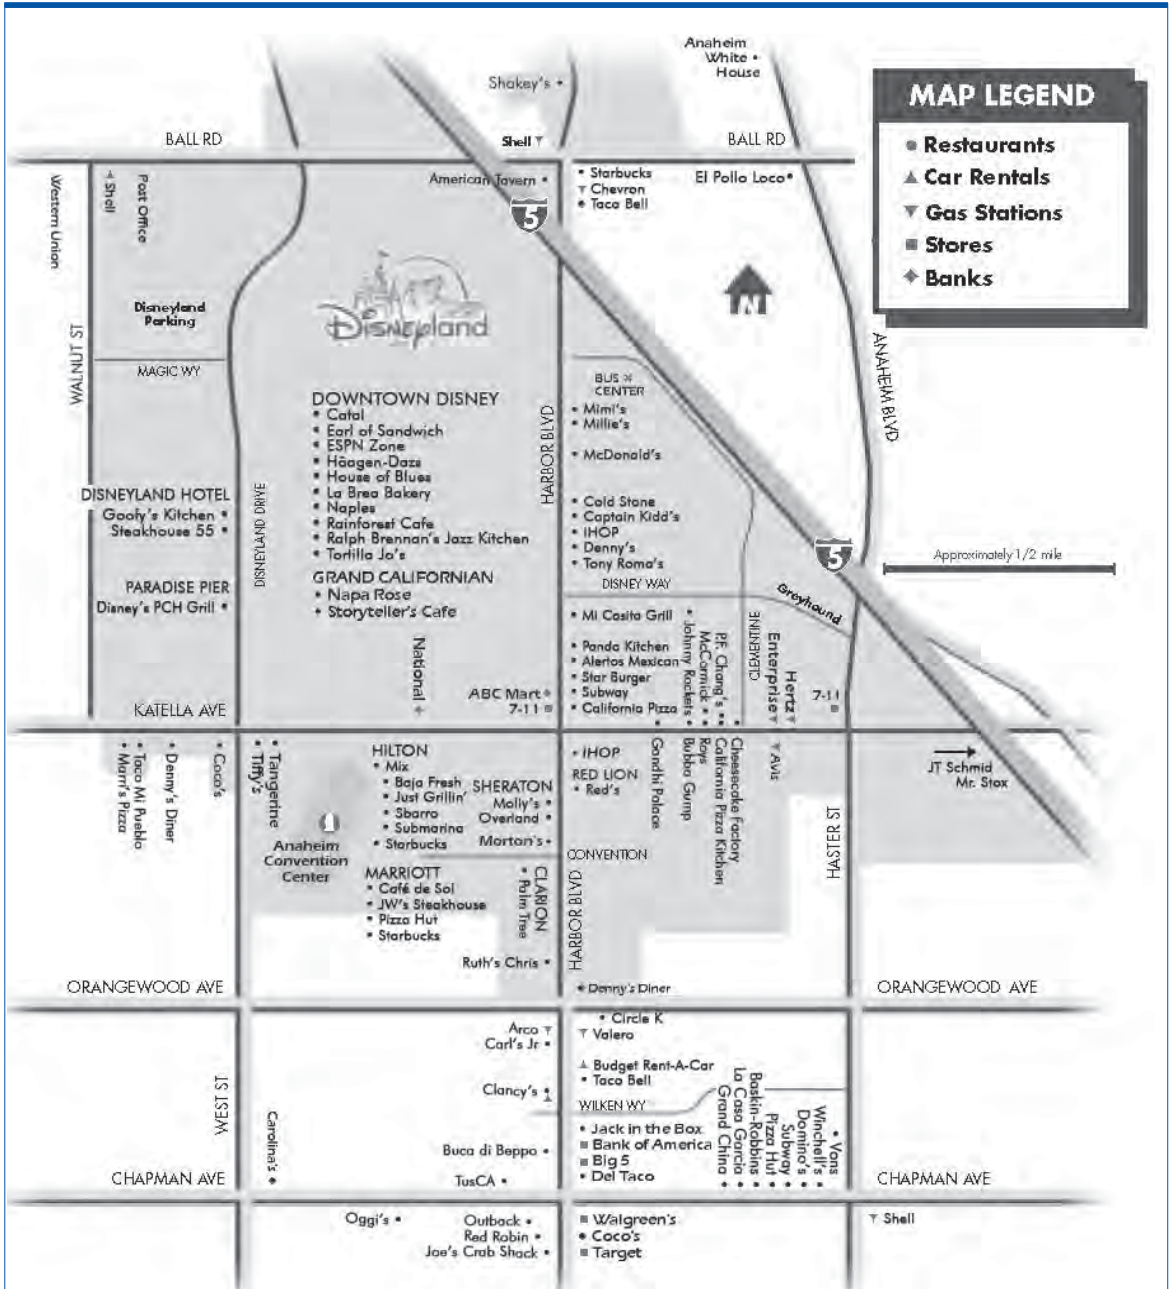 Anaheim
White
House
Shakey's
MAP LEGEND
Restaurants
Car Rentals
Gas Stations
Stores
Banks
BALL RD
Shell
BALL RD
Western Union
Shell
Post Office
American Tavern
Starbucks
Chevron
Taco Bell
El Pollo Loco
5
N
Disneyland
Parking
Disneyland
WALNUT ST
MAGIC WY
ANAHEIM BLVD
BUS
CENTER
Mimi's
Millie's
McDonald's
HARBOR BLVD
DOWNTOWN DISNEY
Catal
Earl of Sandwich
ESPN Zone
Häagen-Dazs
House of Blues
La Brea Bakery
Naples
Rainforest Cafe
Ralph Brennan's Jazz Kitchen
Tortilla Jo's
GRAND CALIFORNIAN
Napa Rose
Storyteller's Cafe
DISNEYLAND HOTEL
Goofy's Kitchen
Steakhouse 55
DISNEYLAND DRIVE
PARADISE PIER
Disney's PCH Grill
Cold Stone
Captain Kidd's
IHOP
Denny's
Tony Roma's
5
Approximately 1/2 mile
DISNEY WAY
Greyhound
Mi Casita Grill
Panda Kitchen
Alertos Mexican
Star Burger
Subway
California Pizza
Johnny Rockets
McCormick
P.F. Chang's
CLEMENTINE
Enterprise
Hertz
7-11
National
ABC Mart
7-11
KATELLA AVE
Marri's Pizza
Taco Mi Pueblo
Denny's Diner
Coco's
Tiffy's
Tangerine
Anaheim
Convention
Center
HILTON
Mix
Baja Fresh
Just Grillin'
Sbarro
Submarina
Starbucks
SHERATON
Molly's
Overland
Morton's
IHOP
RED LION
Red's
Gandhi Palace
Bubba Gump
Roys
California Pizza Kitchen
Cheesecake Factory
Avis
JT Schmid
Mr. Stox
HASTER ST
CONVENTION
MARRIOTT
Café de Sol
JW's Steakhouse
Pizza Hut
Starbucks
CLARION
Palm Tree
HARBOR BLVD
Ruth's Chris
Denny's Diner
ORANGEWOOD AVE
ORANGEWOOD AVE
Arco
Carl's Jr
Clancy's
Circle K
Valero
Budget Rent-A-Car
Taco Bell
WILKEN WY
WEST ST
Carolina's
Buca di Beppo
TusCA
Jack in the Box
Bank of America
Big 5
Del Taco
Grand China
La Casa Garcia
Baskin-Robbins
Pizza Hut
Subway
Domino's
Winchell's
Vons
CHAPMAN AVE
CHAPMAN AVE
Oggi's
Outback
Red Robin
Joe's Crab Shack
Walgreen's
Coco's
Target
Shell